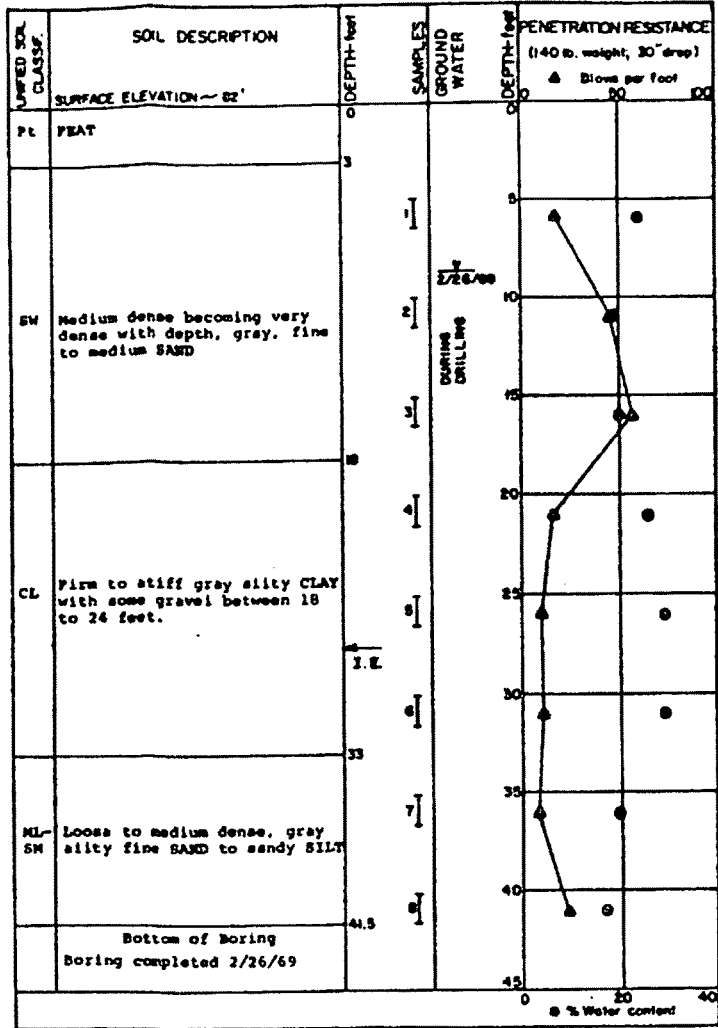 UNIFIED SOIL CLASSIF.
SOIL DESCRIPTION
SURFACE ELEVATION ~ 82'
DEPTH-feet
SAMPLES
GROUND WATER
DEPTH-feet
PENETRATION RESISTANCE
(140 lb. weight, 30" drop)
▲ Blows per foot
0 50 100
0
Pt PEAT
3
SW Medium dense becoming very
dense with depth, gray, fine
to medium SAND
18
CL Firm to stiff gray silty CLAY
with some gravel between 18
to 24 feet.
I.E.
33
ML-
SM
Loose to medium dense, gray
silty fine SAND to sandy SILT
41.5
Bottom of Boring
Boring completed 2/26/69
1
2
3
4
5
6
7
8
2/26/69
DURING
DRILLING
0
5
10
15
20
25
30
35
40
45
0 20 40
% Water content